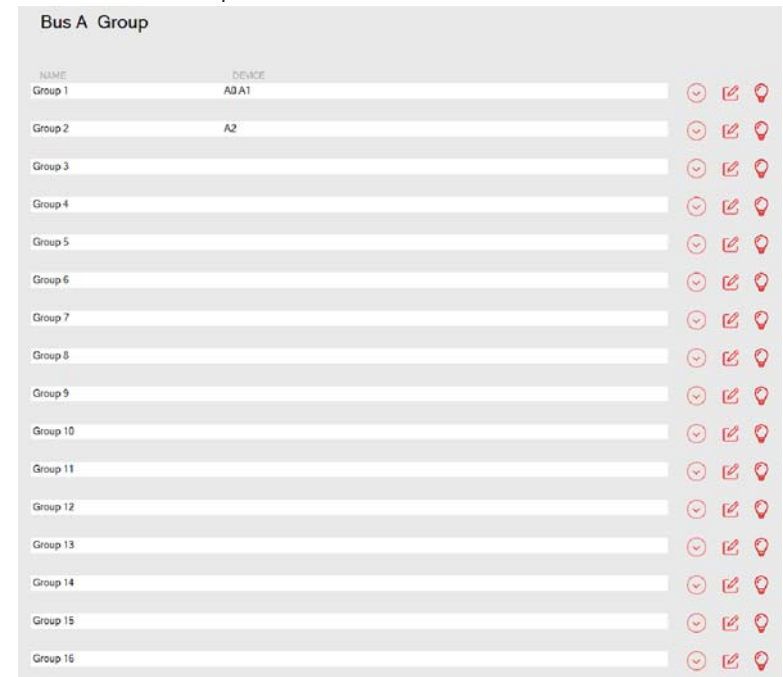 Bus A Group
NAME DEVICE
Group 1 A0 A1
Group 2 A2
Group 3
Group 4
Group 5
Group 6
Group 7
Group 8
Group 9
Group 10
Group 11
Group 12
Group 13
Group 14
Group 15
Group 16